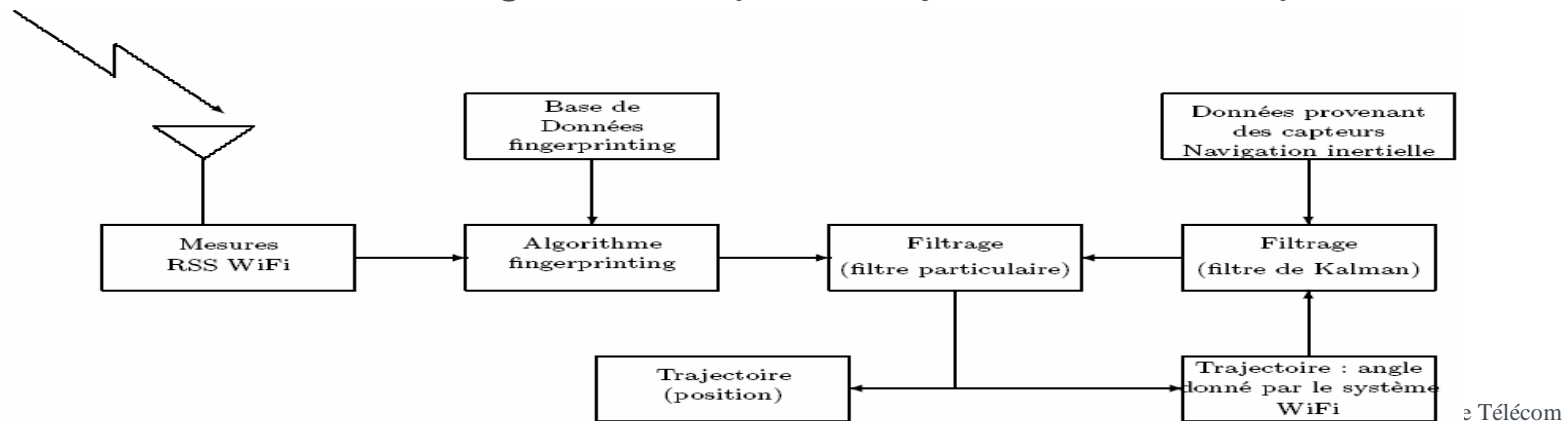 Base de
Données
fingerprinting
Données provenant
des capteurs
Navigation inertielle
Mesures
RSS WiFi
Algorithme
fingerprinting
Filtrage
(filtre particulaire)
Filtrage
(filtre de Kalman)
Trajectoire
(position)
Trajectoire : angle
donné par le système
WiFi
e Télécom